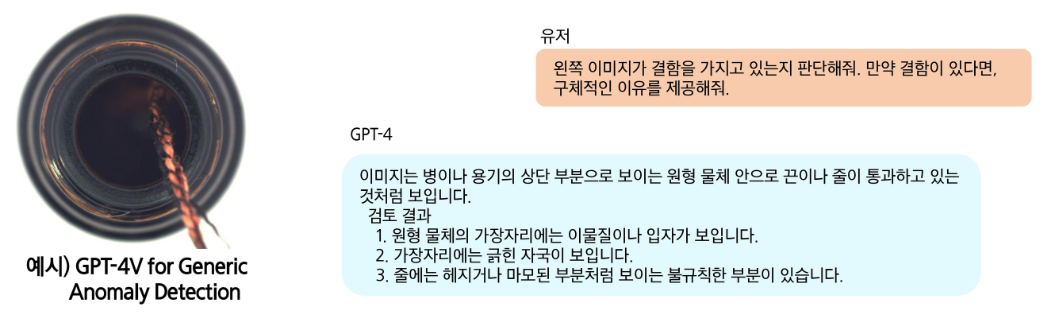 유저
왼쪽 이미지가 결함을 가지고 있는지 판단해줘. 만약 결함이 있다면,
구체적인 이유를 제공해줘.
GPT-4
이미지는 병이나 용기의 상단 부분으로 보이는 원형 물체 안으로 끈이나 줄이 통과하고 있는
것처럼 보입니다.
검토 결과
1. 원형 물체의 가장자리에는 이물질이나 입자가 보입니다.
2. 가장자리에는 긁힌 자국이 보입니다.
3. 줄에는 헤지거나 마모된 부분처럼 보이는 불규칙한 부분이 있습니다.
예시) GPT-4V for Generic
Anomaly Detection